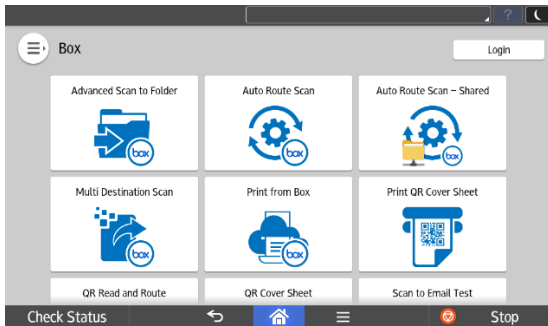 ?
Box
Login
Advanced Scan to Folder
Auto Route Scan
Auto Route Scan – Shared
box
box
box
Multi Destination Scan
Print from Box
Print QR Cover Sheet
box
box
QR Read and Route
QR Cover Sheet
Scan to Email Test
Check Status
Stop